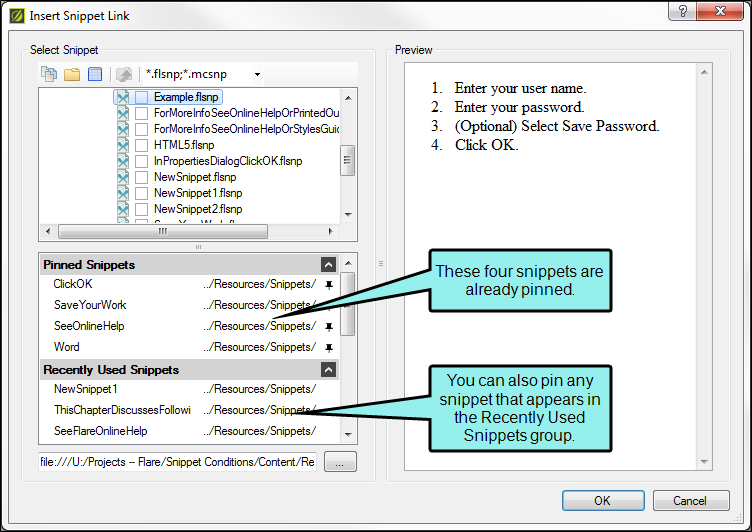 Insert Snippet Link
?
Select Snippet
*.flsnp;*.mcsnp
Example.flsnp
ForMoreInfoSeeOnlineHelpOrPrintedOu
ForMoreInfoSeeOnlineHelpOrStylesGuid
HTML5.flsnp
InPropertiesDialogClickOK.flsnp
NewSnippet.flsnp
NewSnippet1.flsnp
NewSnippet2.flsnp
Pinned Snippets
ClickOK ../Resources/Snippets/
SaveYourWork ../Resources/Snippets/
SeeOnlineHelp ../Resources/Snippets/
Word ../Resources/Snippets/
Recently Used Snippets
NewSnippet1 ../Resources/Snippets/
ThisChapterDiscussesFollowi ../Resources/Snippets/
SeeFlareOnlineHelp ../Resources/Snippets/
file:///U:/Projects -- Flare/Snippet Conditions/Content/Re ...
Preview
1. Enter your user name.
2. Enter your password.
3. (Optional) Select Save Password.
4. Click OK.
These four snippets are
already pinned.
You can also pin any
snippet that appears in
the Recently Used
Snippets group.
OK Cancel